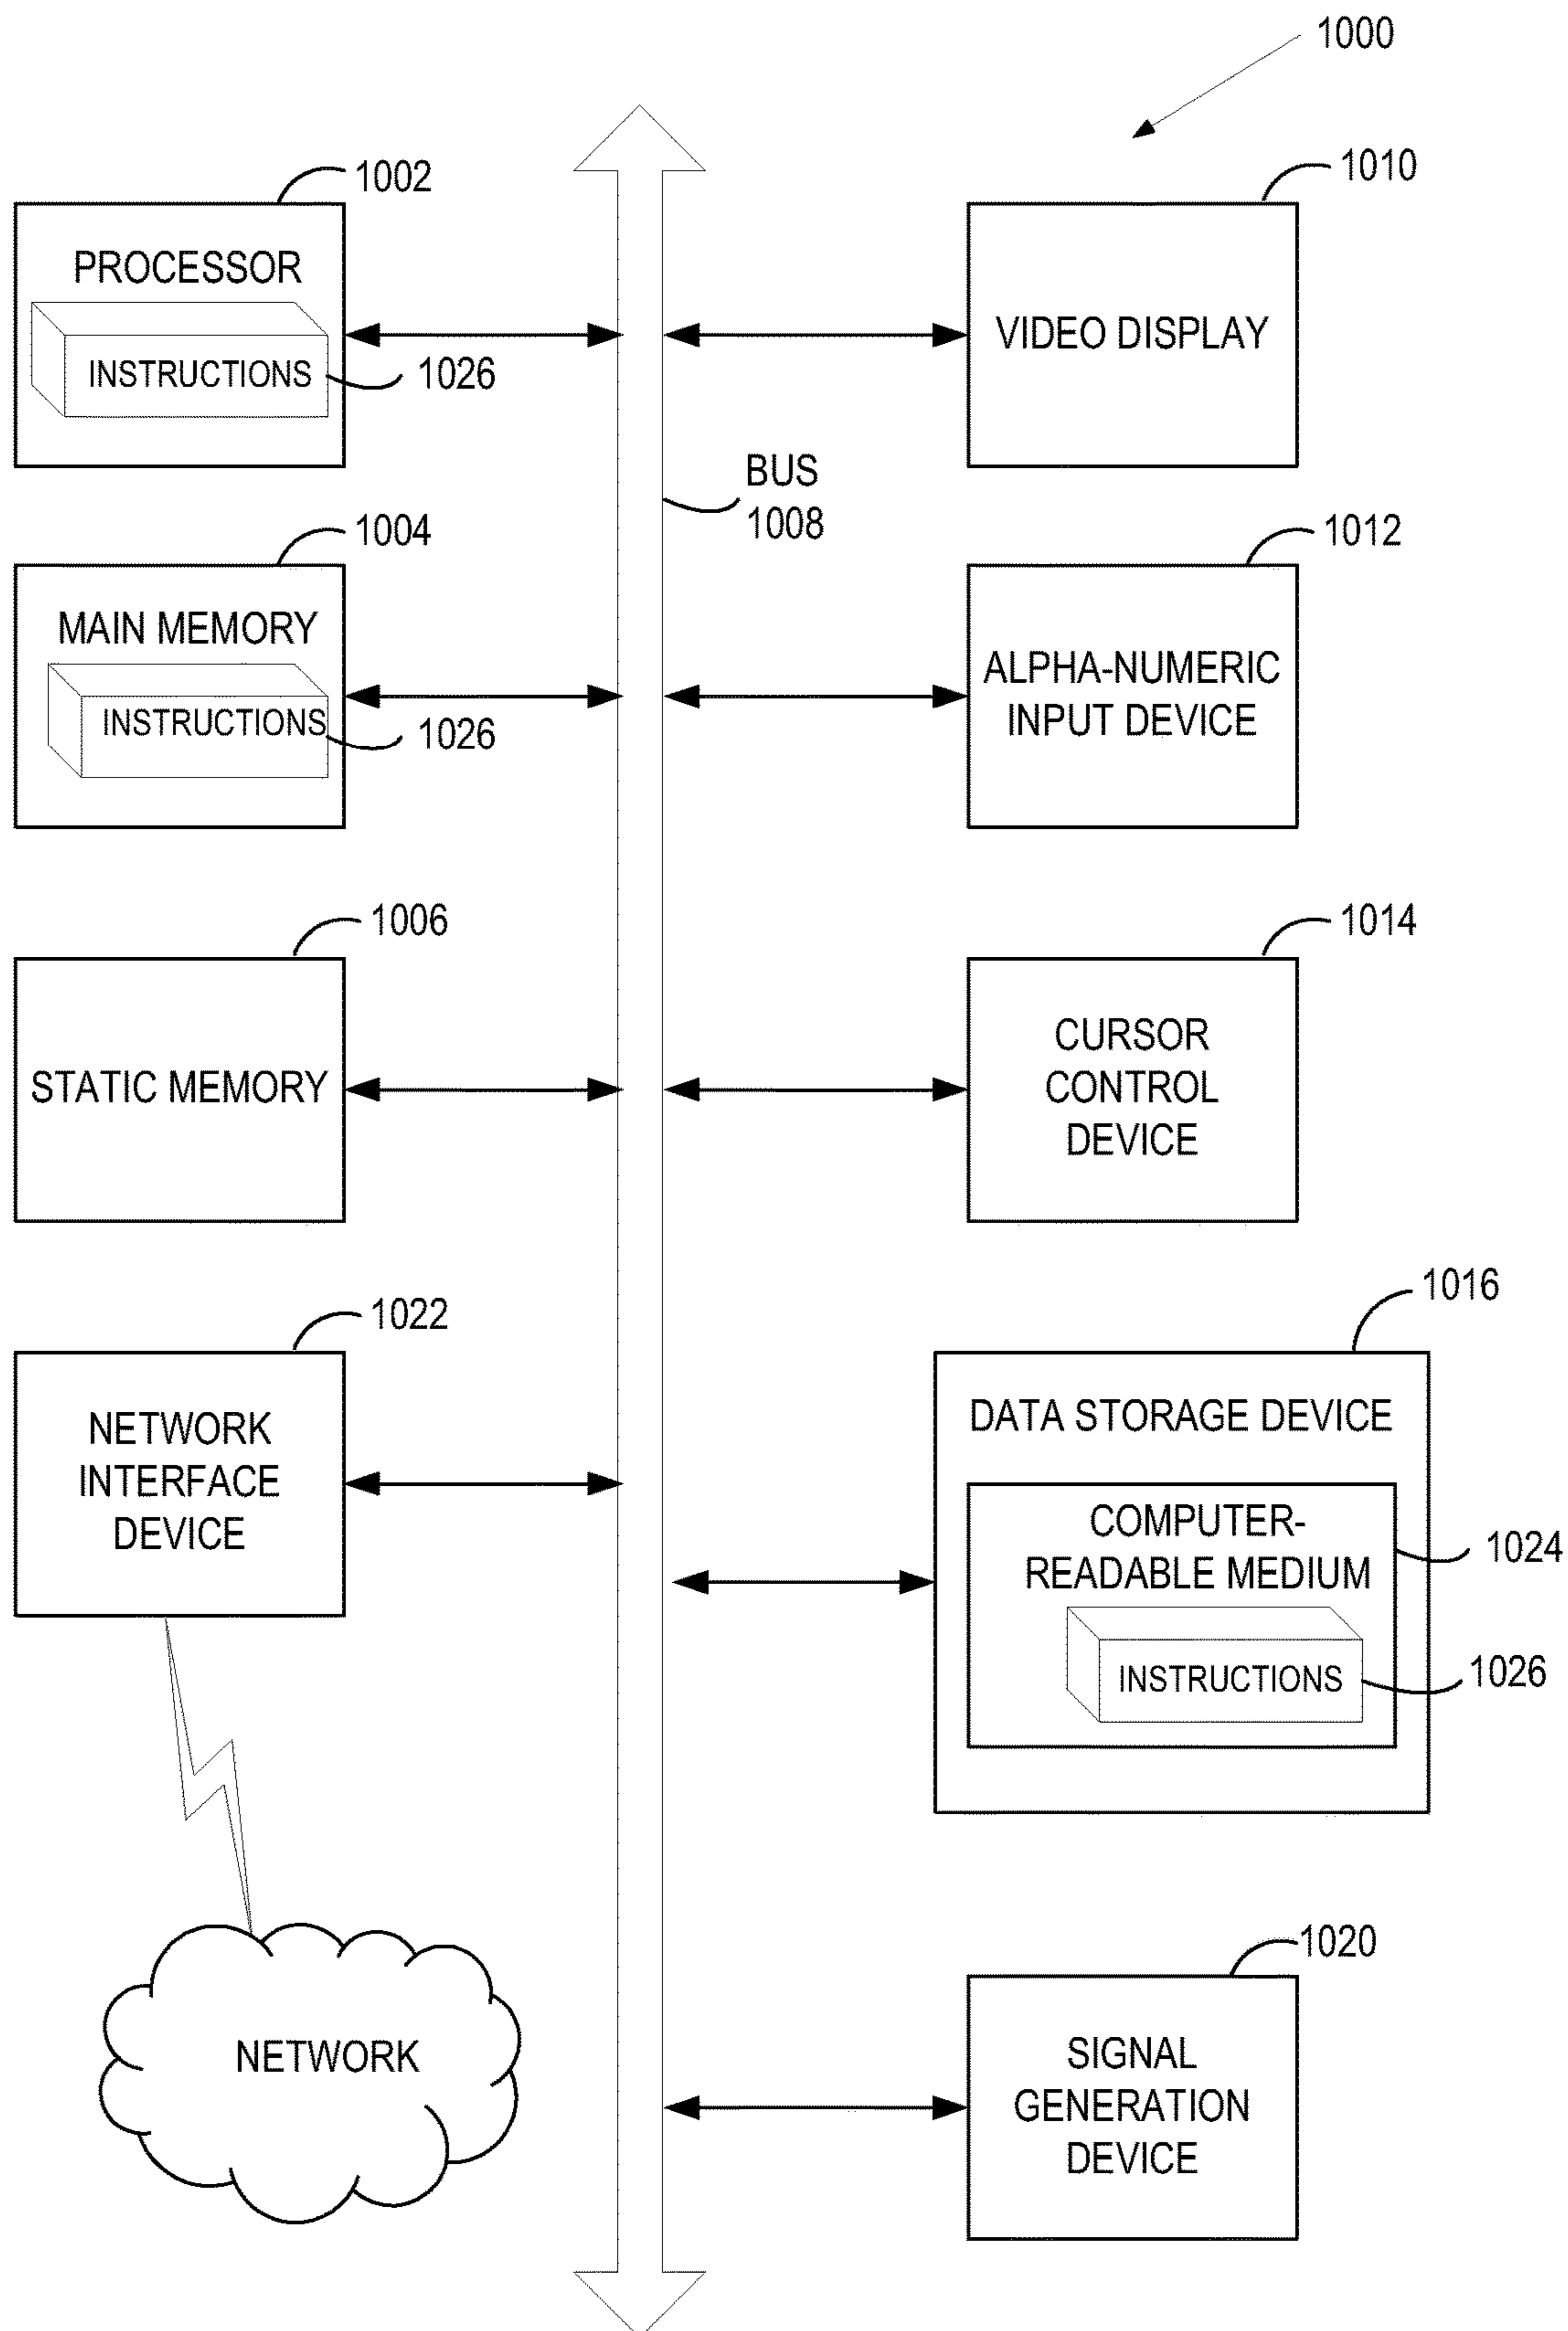 1000
1002
PROCESSOR
INSTRUCTIONS
1026
1010
VIDEO DISPLAY
BUS
1008
1004
MAIN MEMORY
INSTRUCTIONS
1026
1012
ALPHA-NUMERIC
INPUT DEVICE
1006
STATIC MEMORY
1014
CURSOR
CONTROL
DEVICE
1022
NETWORK
INTERFACE
DEVICE
1016
DATA STORAGE DEVICE
COMPUTER-
READABLE MEDIUM
1024
INSTRUCTIONS
1026
NETWORK
1020
SIGNAL
GENERATION
DEVICE